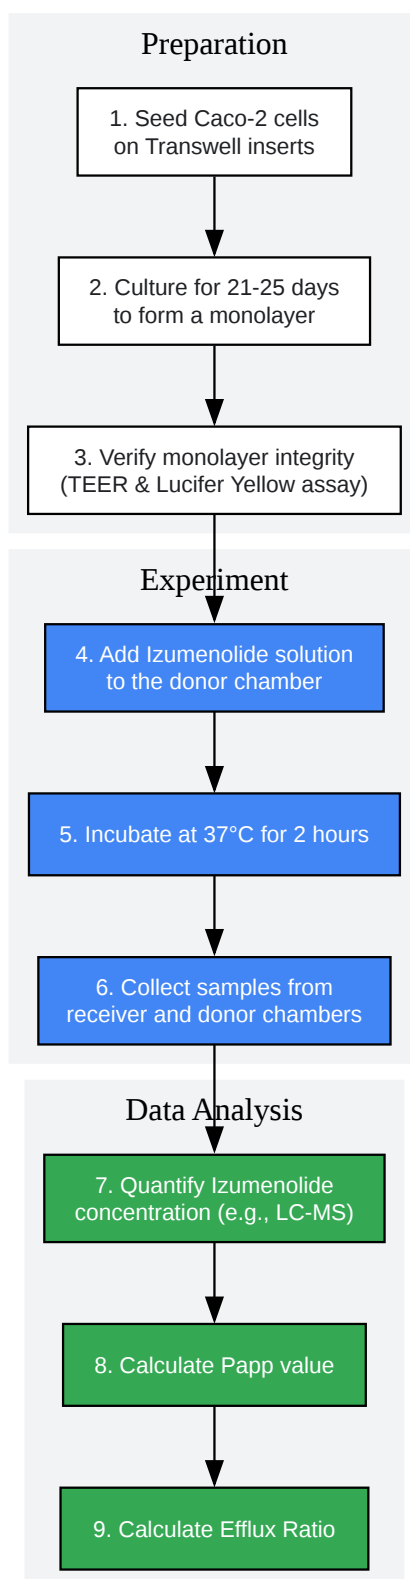 Preparation
1. Seed Caco-2 cells
on Transwell inserts
2. Culture for 21-25 days
to form a monolayer
3. Verify monolayer integrity
(TEER & Lucifer Yellow assay)
Experiment
4. Add Izumenolide solution
to the donor chamber
5. Incubate at 37°C for 2 hours
6. Collect samples from
receiver and donor chambers
Data Analysis
7. Quantify Izumenolide
concentration (e.g., LC-MS)
8. Calculate Papp value
9. Calculate Efflux Ratio